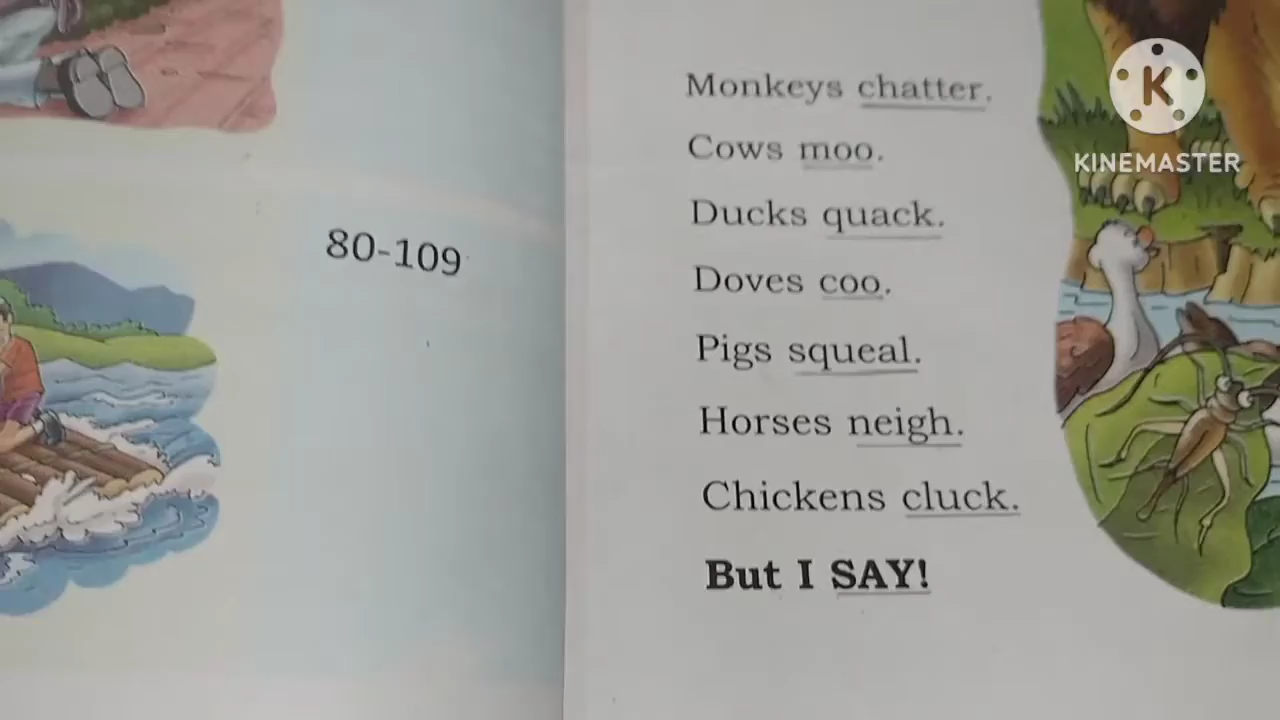 80-109
Monkeys chatter.
Cows moo.
Ducks quack.
Doves coo.
Pigs squeal.
Horses neigh.
Chickens cluck.
But I SAY!
K
KINEMASTER